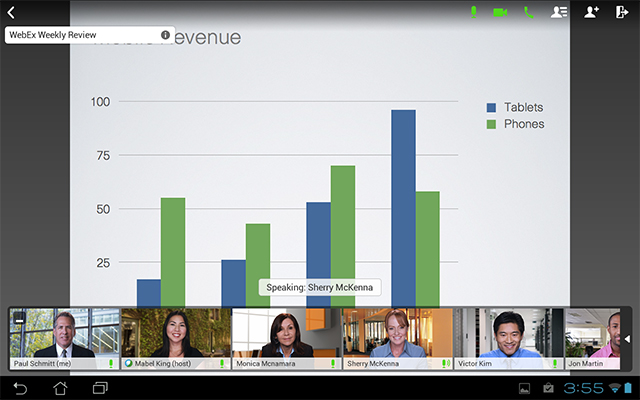 WebEx Weekly Review
Revenue
100
75
50
25
Tablets
Phones
Speaking: Sherry McKenna
Paul Schmitt (me)
Mabel King (host)
Monica Mcnamara
Sherry McKenna
Victor Kim
Jon Martin
3:55